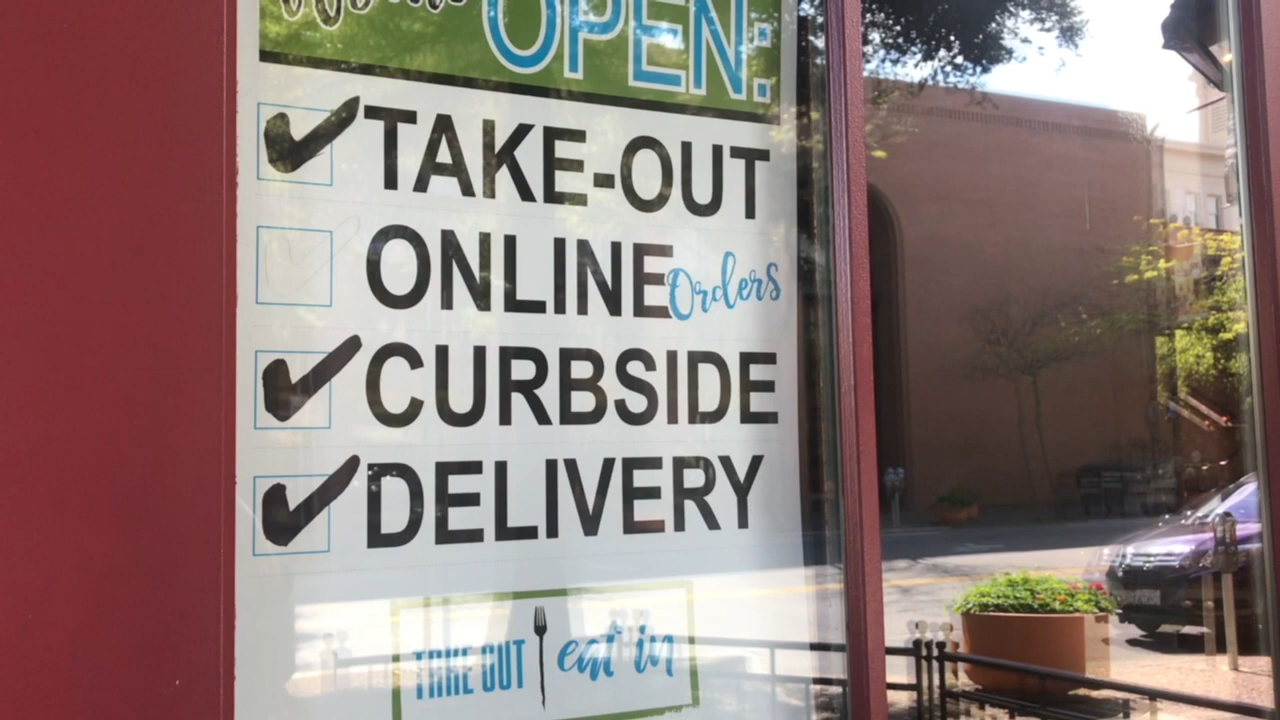 OPEN:
TAKE-OUT
ONLINE Orders
CURBSIDE
DELIVERY
TAKE OUT eat in